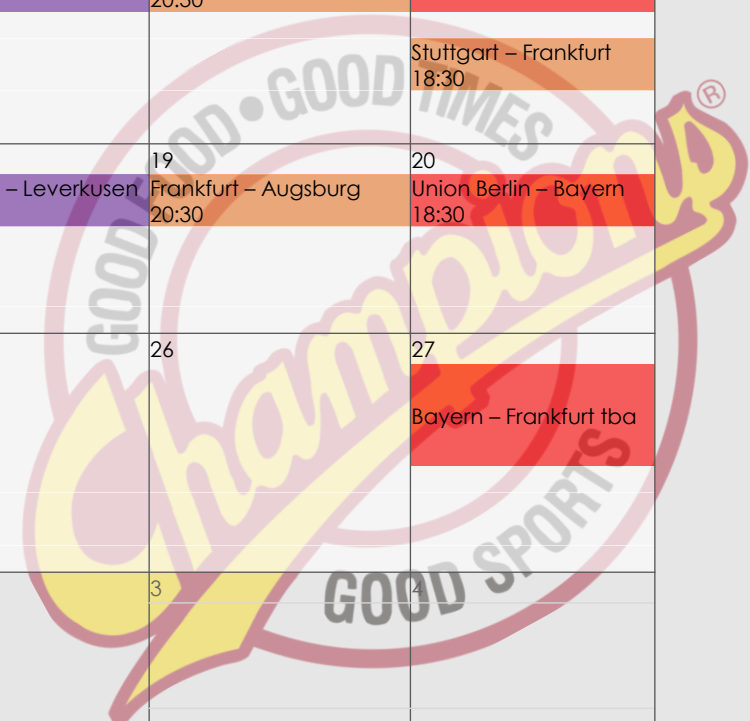 20:30
Stuttgart – Frankfurt
18:30
19
20
– Leverkusen
Frankfurt – Augsburg
20:30
Union Berlin – Bayern
18:30
26
27
Bayern – Frankfurt tba
3
4
GOOD FOOD • GOOD TIMES
Champions
®
GOOD SPORTS